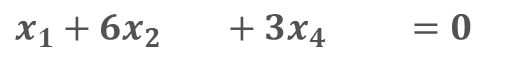 x₁ + 6x₂ + 3x₄ = 0